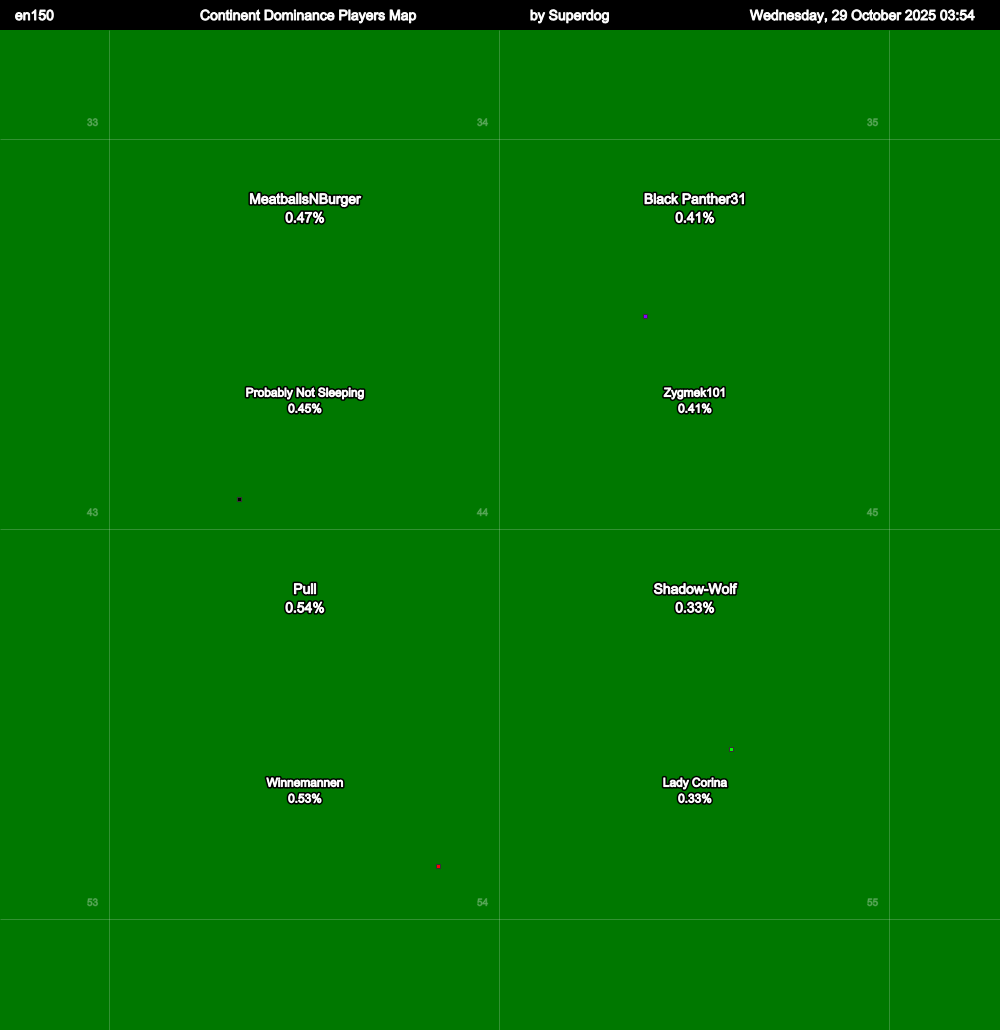 en150 Continent Dominance Players Map by Superdog Wednesday, 29 October 2025 03:54
33 34 35
MeatballsNBurger Black Panther31
0.47% 0.41%
Probably Not Sleeping Zygmek101
0.45% 0.41%
43 44 45
Pull Shadow-Wolf
0.54% 0.33%
Winnemannen Lady Corina
0.53% 0.33%
53 54 55